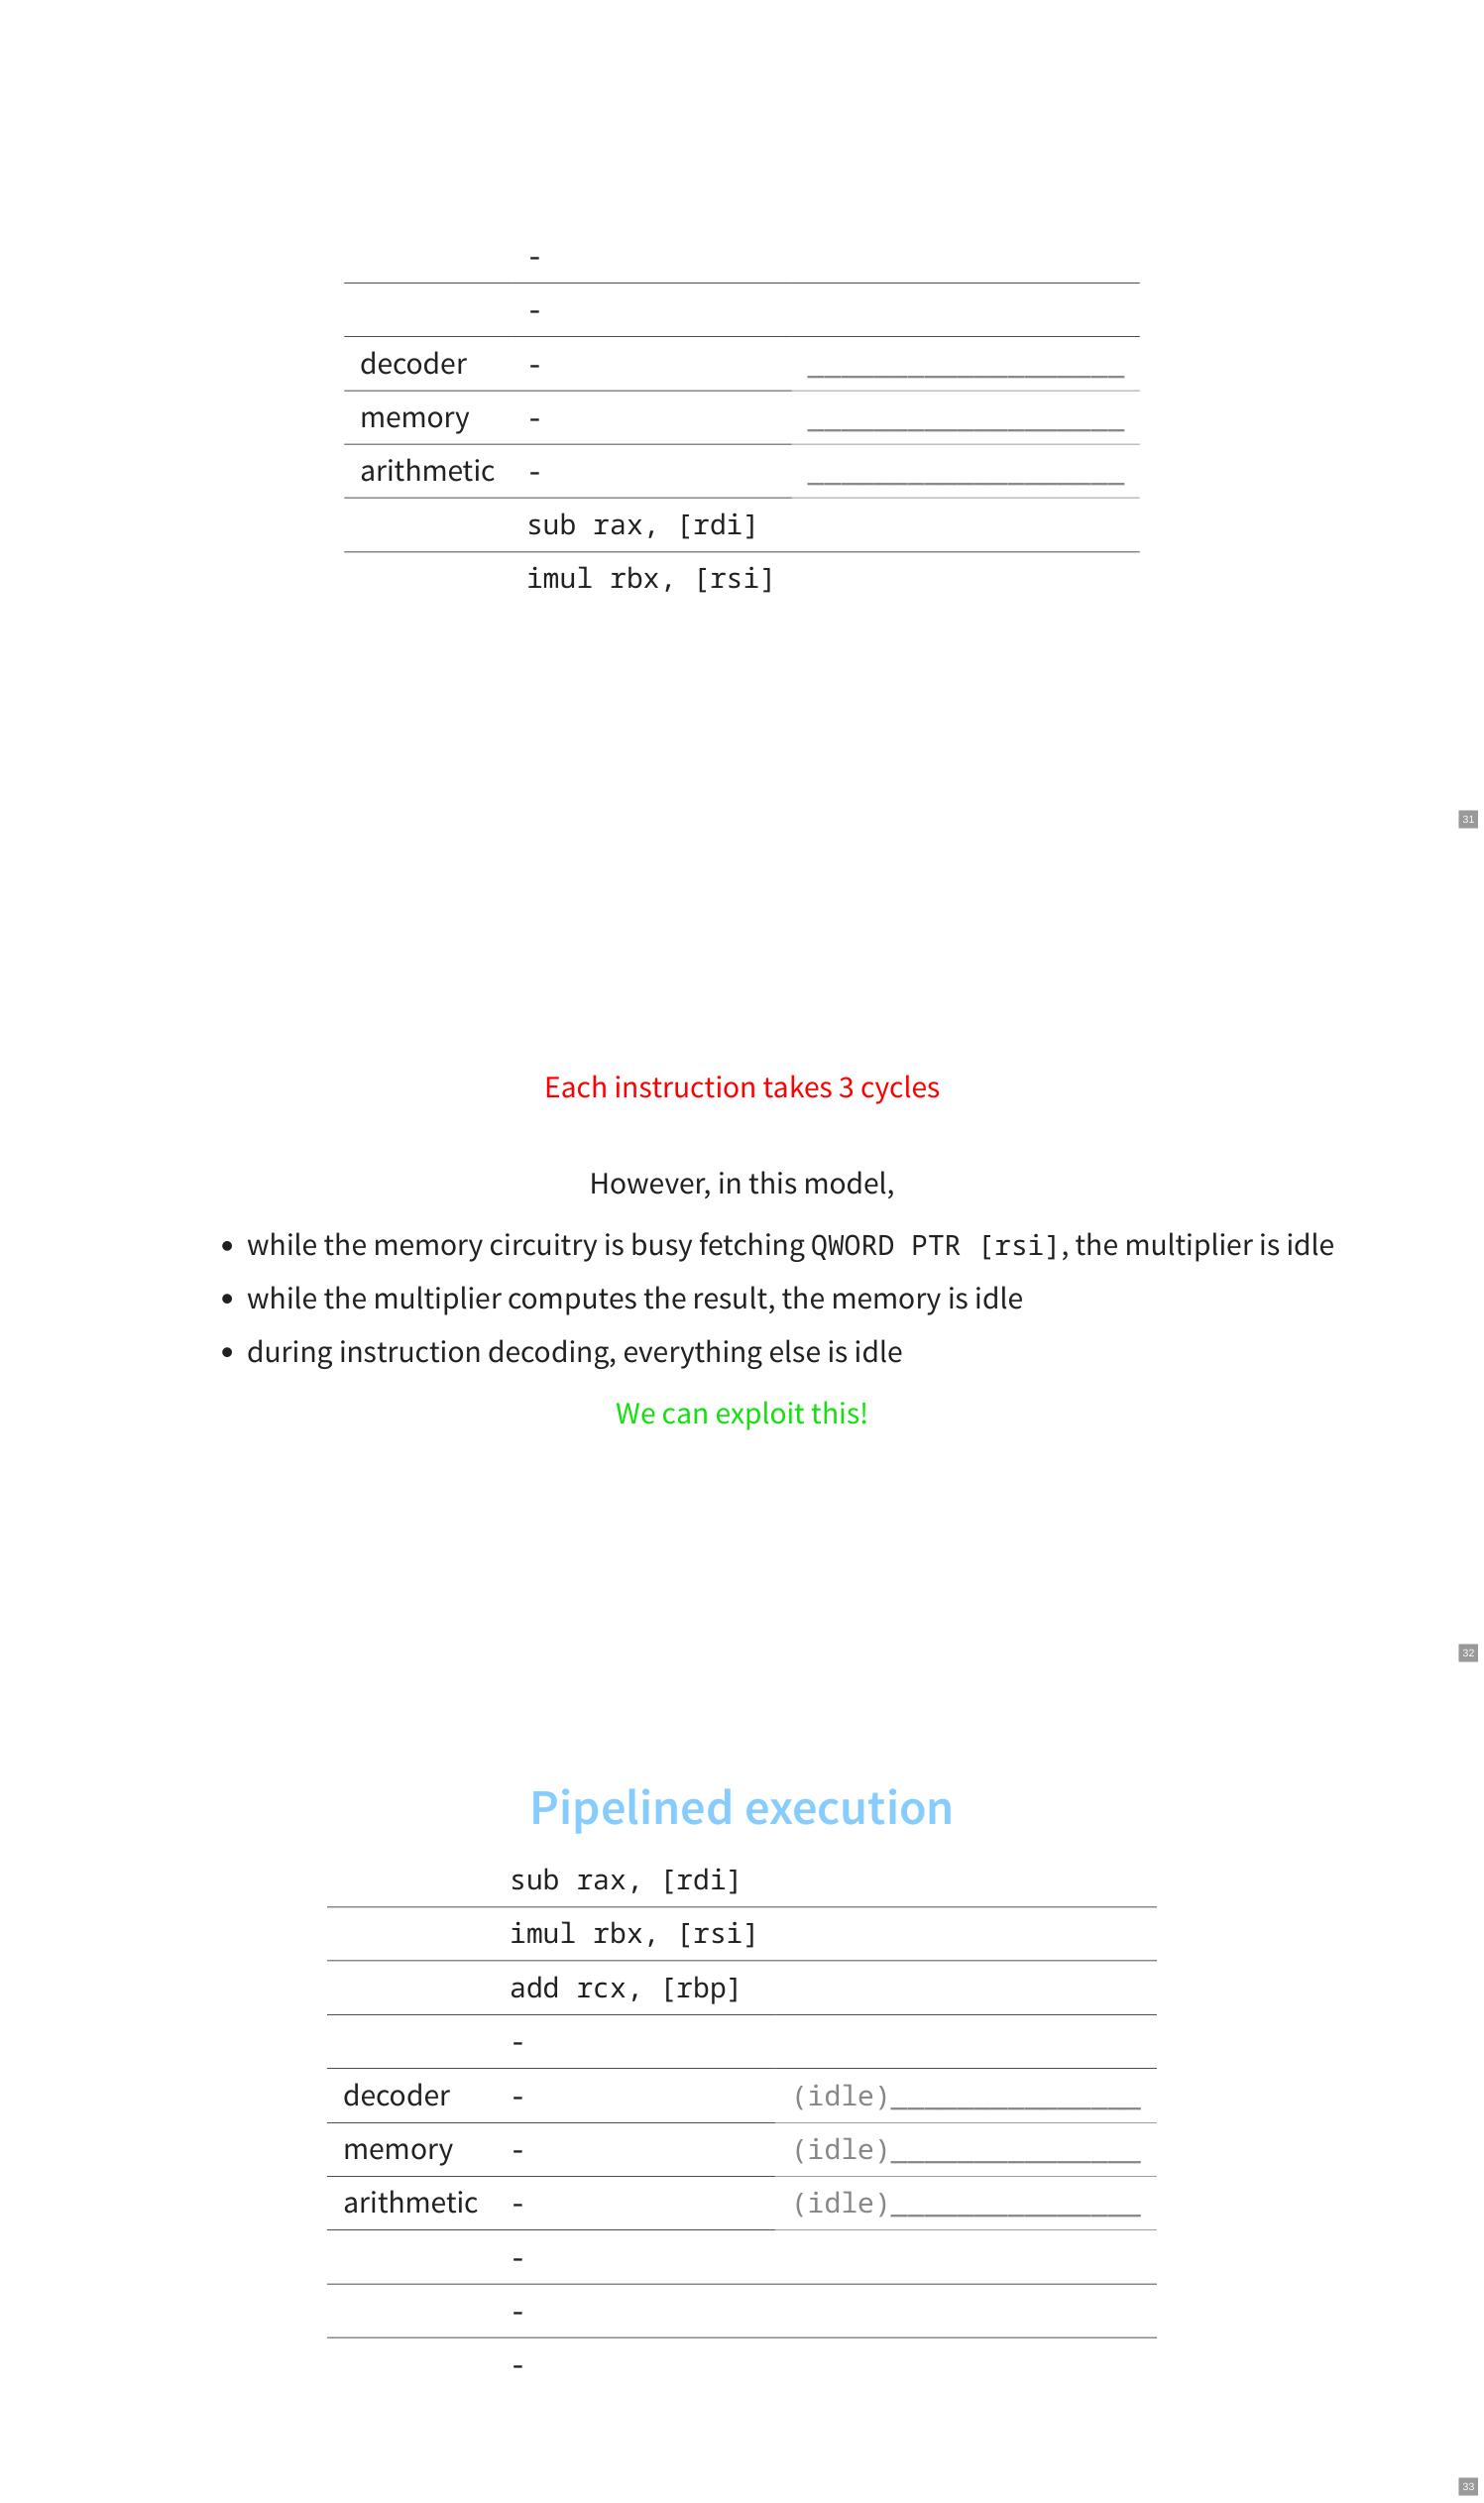 -
-
decoder - ___________________
memory - ___________________
arithmetic - ___________________
sub rax, [rdi]
imul rbx, [rsi]
31
Each instruction takes 3 cycles
However, in this model,
• while the memory circuitry is busy fetching QWORD PTR [rsi], the multiplier is idle
• while the multiplier computes the result, the memory is idle
• during instruction decoding, everything else is idle
We can exploit this!
32
Pipelined execution
sub rax, [rdi]
imul rbx, [rsi]
add rcx, [rbp]
-
decoder - (idle)_______________
memory - (idle)_______________
arithmetic - (idle)_______________
-
-
-
33